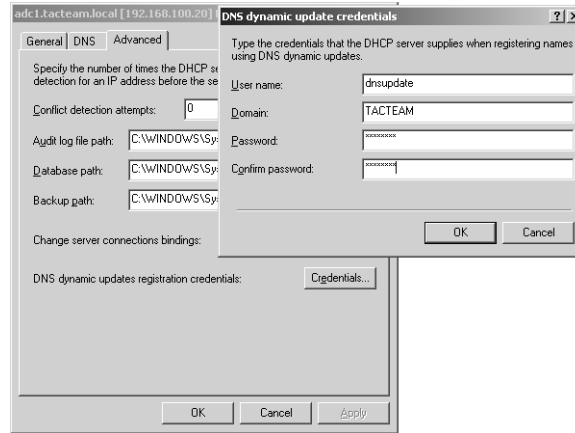 adc1.tacteam.local [192.168.100.20]
General DNS Advanced
Specify the number of times the DHCP se
detection for an IP address before the se
Conflict detection attempts: 0
Audit log file path: C:\WINDOWS\Sy
Database path: C:\WINDOWS\Sy
Backup path: C:\WINDOWS\Sy
Change server connections bindings:
DNS dynamic updates registration credentials: Credentials...
OK Cancel Apply
DNS dynamic update credentials
Type the credentials that the DHCP server supplies when registering names
using DNS dynamic updates.
User name: dnsupdate
Domain: TACTEAM
Password: xxxxxxxx
Confirm password: xxxxxxxx
OK Cancel